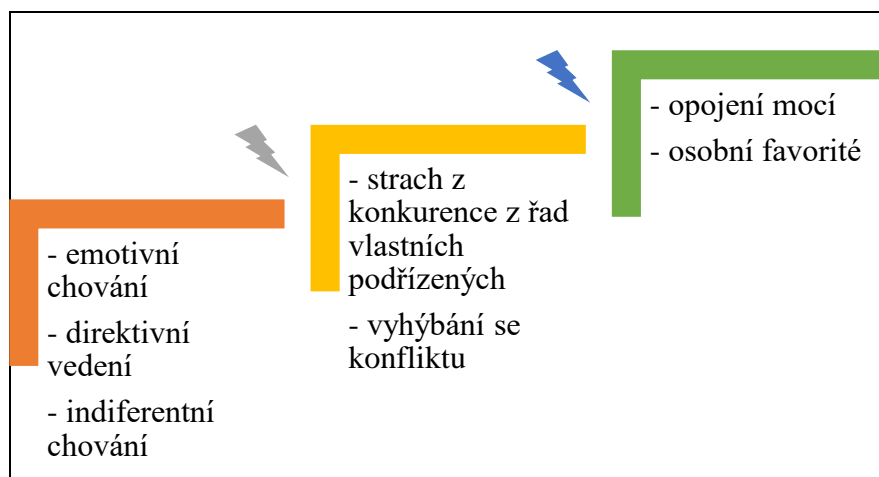 - emotivní
chování
- direktivní
vedení
- indiferentní
chování
- strach z
konkurence z řad
vlastních
podřízených
- vyhýbání se
konfliktu
- opojení mocí
- osobní favorité